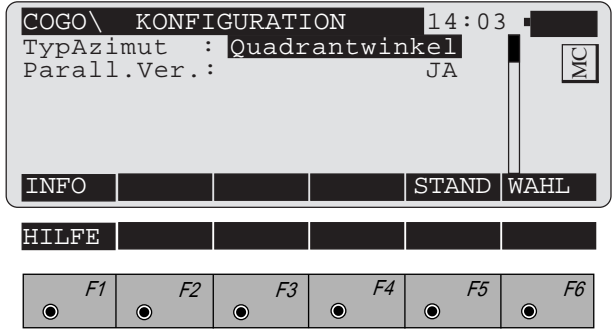 COGO\ KONFIGURATION 14:03
TypAzimut : Quadrantwinkel
Parall.Ver.: JA
MC
INFO STAND WAHL
HILFE
F1 F2 F3 F4 F5 F6